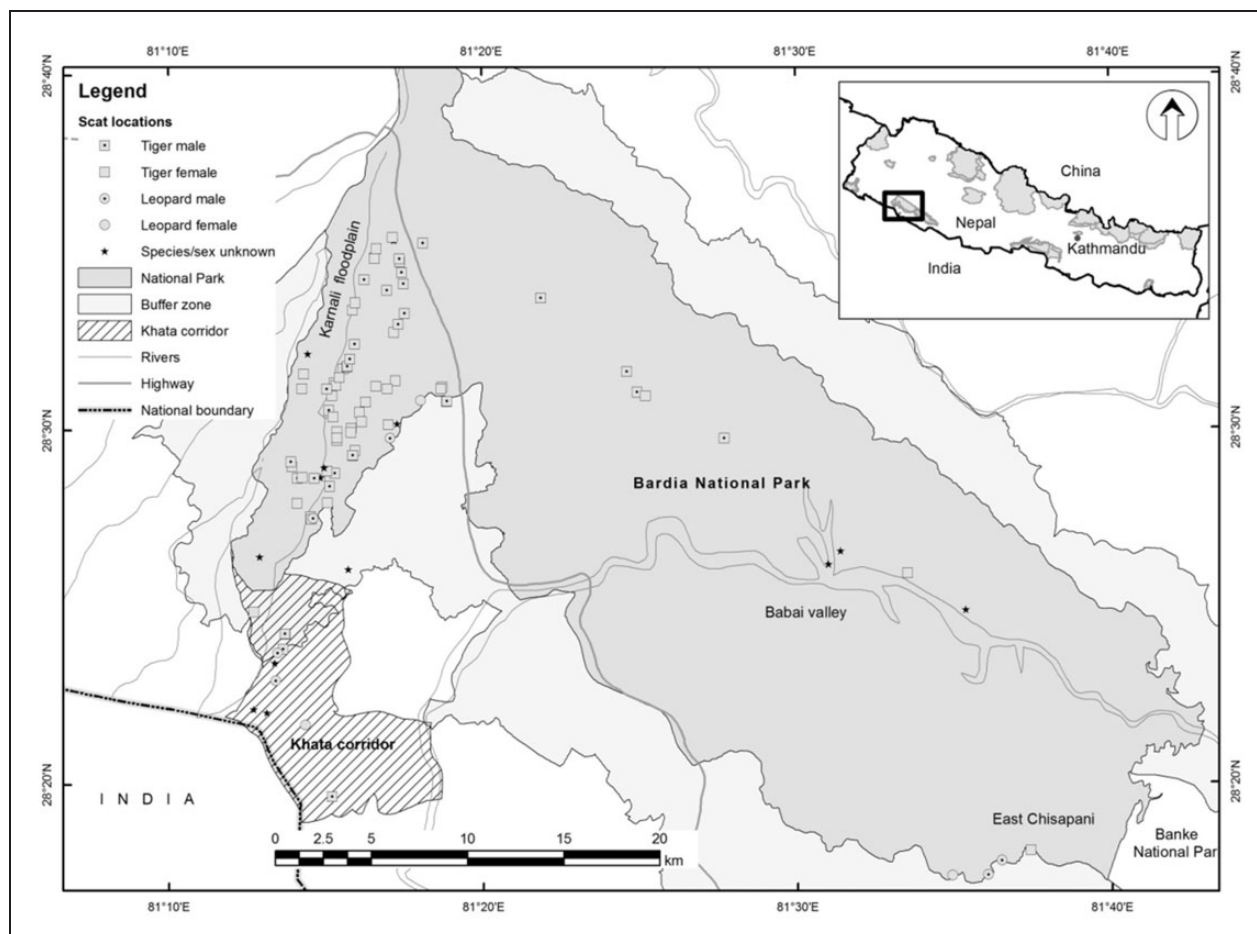 81°10'E
81°20'E
81°30'E
81°40'E
28°40'N
28°40'N
Legend
Scat locations
Tiger male
Tiger female
Leopard male
Leopard female
Species/sex unknown
National Park
Buffer zone
Khata corridor
Rivers
Highway
National boundary
China
Nepal
Kathmandu
India
Karnali floodplain
28°30'N
28°30'N
Bardia National Park
Babai valley
Khata corridor
28°20'N
28°20'N
INDIA
East Chisapani
Banke
National Par
0 2.5 5 10 15 20
km
81°10'E
81°20'E
81°30'E
81°40'E